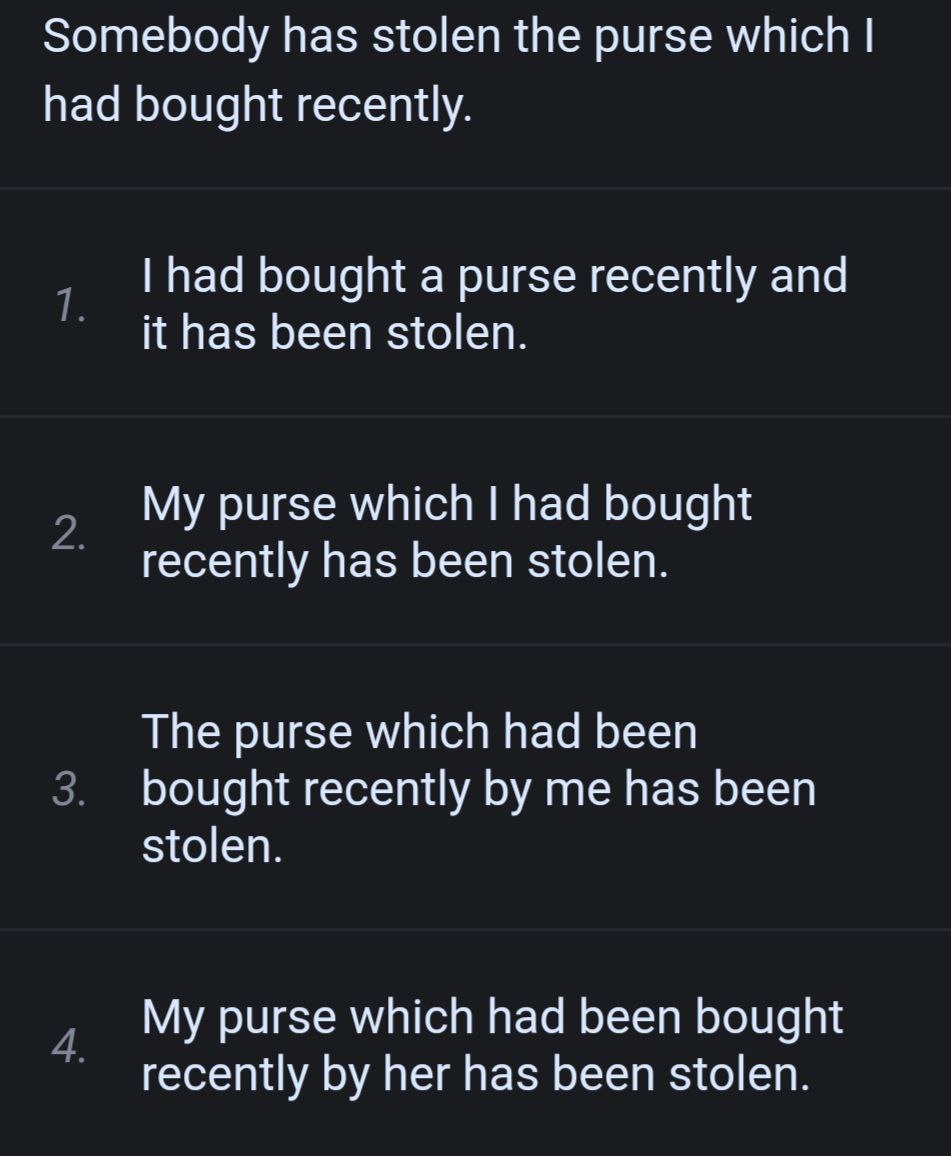 Somebody has stolen the purse which I
had bought recently.
1. I had bought a purse recently and
it has been stolen.
2. My purse which I had bought
recently has been stolen.
3. The purse which had been
bought recently by me has been
stolen.
4. My purse which had been bought
recently by her has been stolen.